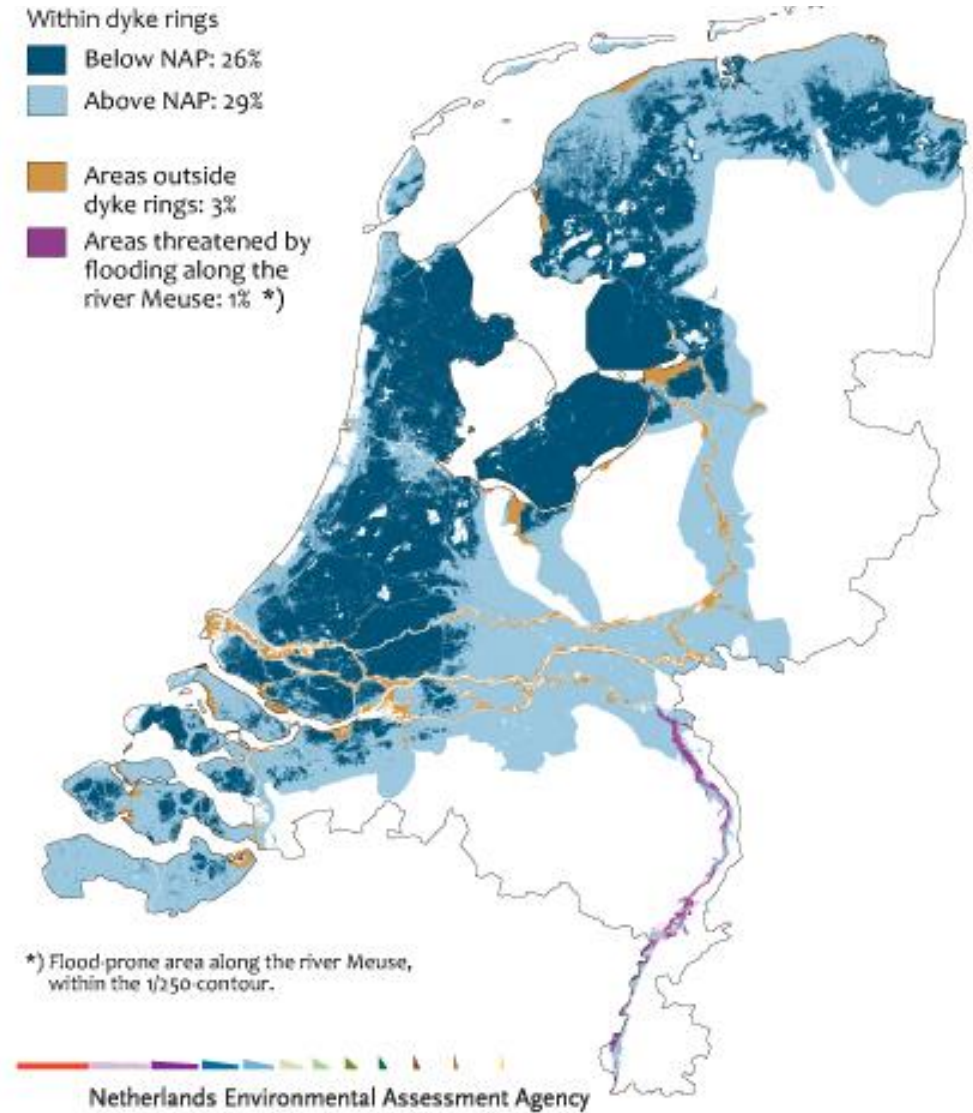 Within dyke rings
Below NAP: 26%
Above NAP: 29%
Areas outside
dyke rings: 3%
Areas threatened by
flooding along the
river Meuse: 1% *)
*) Flood-prone area along the river Meuse,
within the 1/250-contour.
Netherlands Environmental Assessment Agency